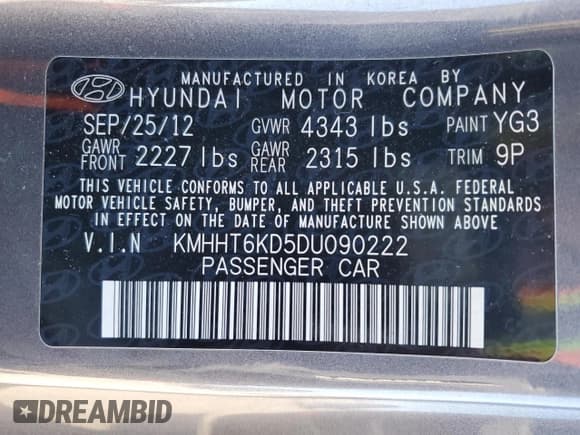 MANUFACTURED IN KOREA BY
HYUNDAI MOTOR COMPANY
SEP/25/12 GVWR 4343 lbs PAINT YG3
GAWR FRONT 2227 lbs GAWR REAR 2315 lbs TRIM 9P
THIS VEHICLE CONFORMS TO ALL APPLICABLE U.S.A. FEDERAL
MOTOR VEHICLE SAFETY, BUMPER, AND THEFT PREVENTION STANDARDS
IN EFFECT ON THE DATE OF MANUFACTURE SHOWN ABOVE.
V.I.N KMHHT6KD5DU090222
PASSENGER CAR
DREAMBID